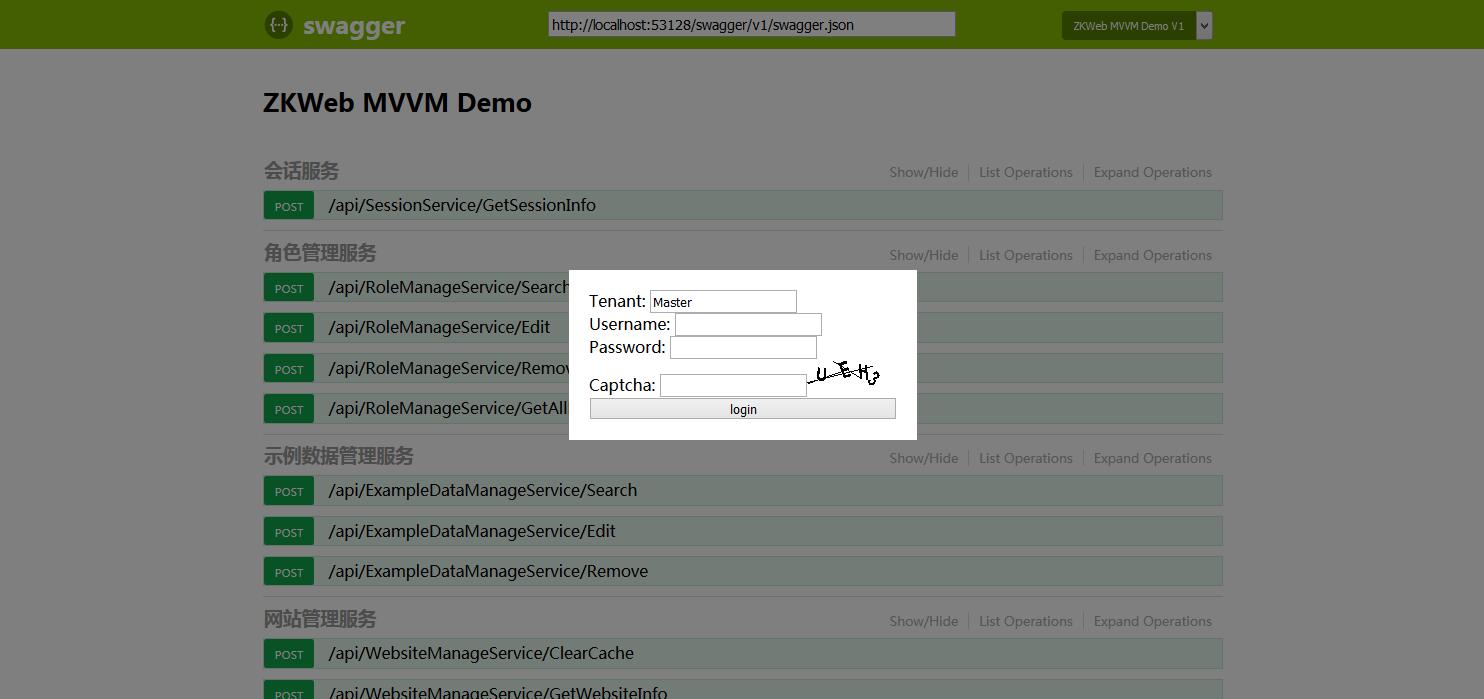 {···} swagger http://localhost:53128/swagger/v1/swagger.json ZKWeb MVVM Demo V1
ZKWeb MVVM Demo
会话服务 Show/Hide List Operations Expand Operations
POST /api/SessionService/GetSessionInfo
角色管理服务 Show/Hide List Operations Expand Operations
POST /api/RoleManageService/Search
POST /api/RoleManageService/Edit
POST /api/RoleManageService/Remov
POST /api/RoleManageService/GetAll
Tenant: Master
Username:
Password:
Captcha: UEH3
login
示例数据管理服务 Show/Hide List Operations Expand Operations
POST /api/ExampleDataManageService/Search
POST /api/ExampleDataManageService/Edit
POST /api/ExampleDataManageService/Remove
网站管理服务 Show/Hide List Operations Expand Operations
POST /api/WebsiteManageService/ClearCache
POST /api/WebsiteManageService/GetWebsiteInfo